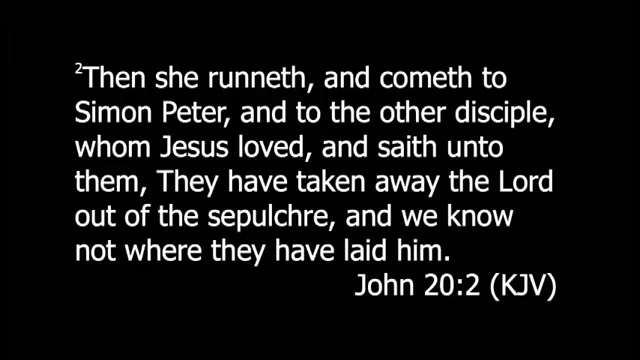 ²Then she runneth, and cometh to
Simon Peter, and to the other disciple,
whom Jesus loved, and saith unto
them, They have taken away the Lord
out of the sepulchre, and we know
not where they have laid him.
John 20:2 (KJV)